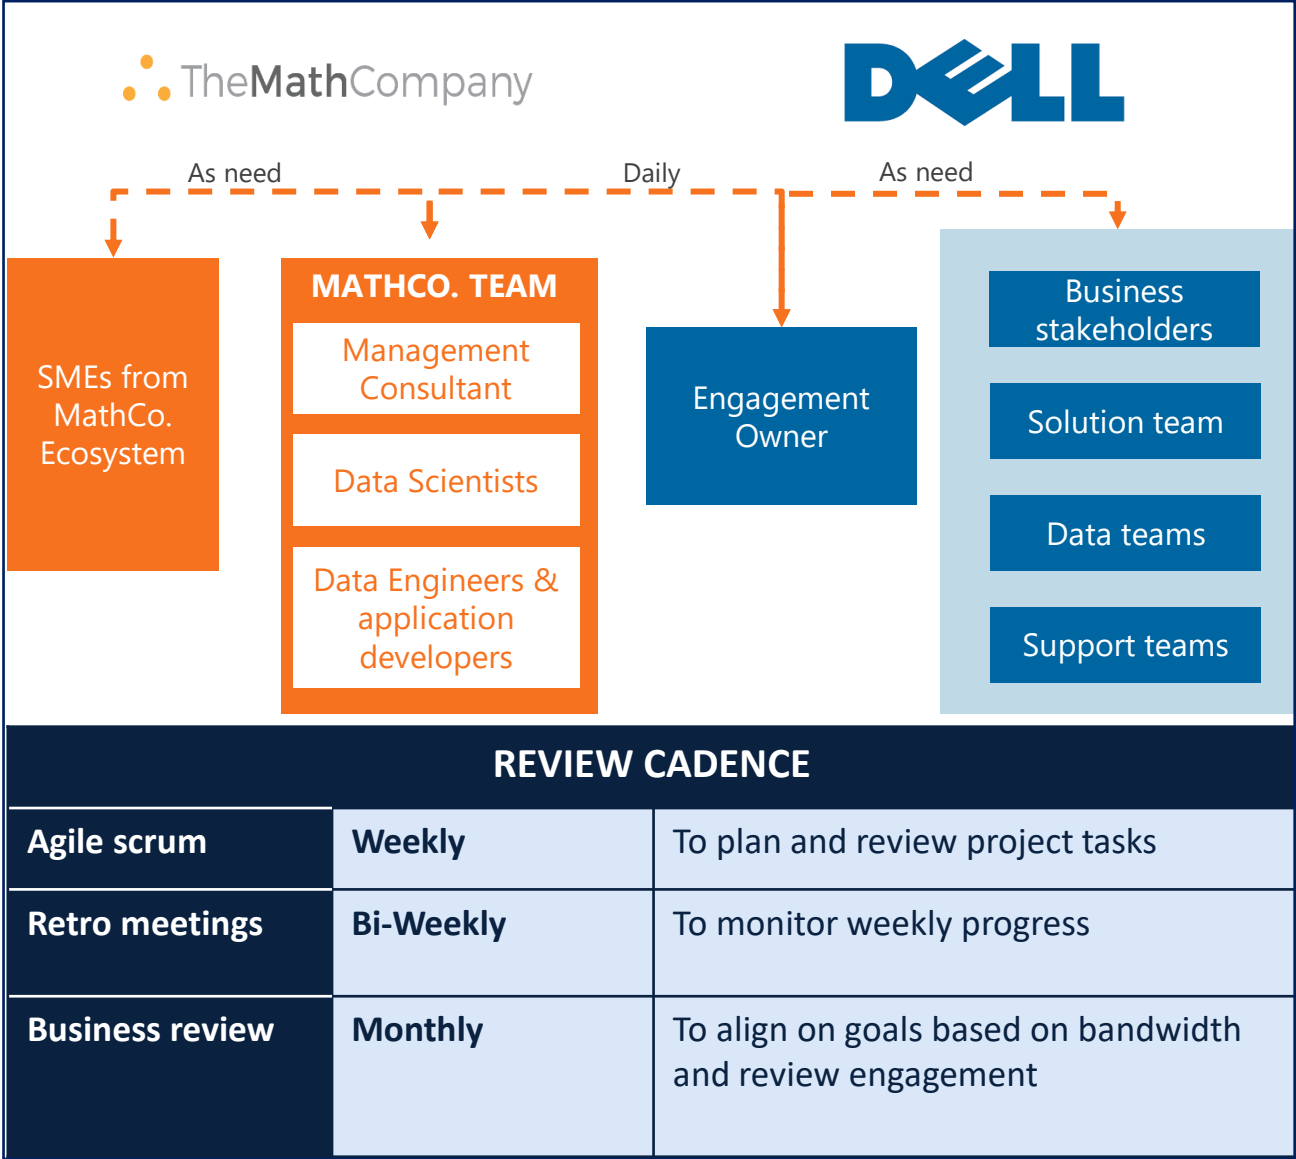 TheMathCompany
DELL
As need
Daily
As need
SMEs from
MathCo.
Ecosystem
MATHCO. TEAM
Management
Consultant
Data Scientists
Data Engineers &
application
developers
Engagement
Owner
Business
stakeholders
Solution team
Data teams
Support teams
REVIEW CADENCE
Agile scrum
Weekly
To plan and review project tasks
Retro meetings
Bi-Weekly
To monitor weekly progress
Business review
Monthly
To align on goals based on bandwidth
and review engagement